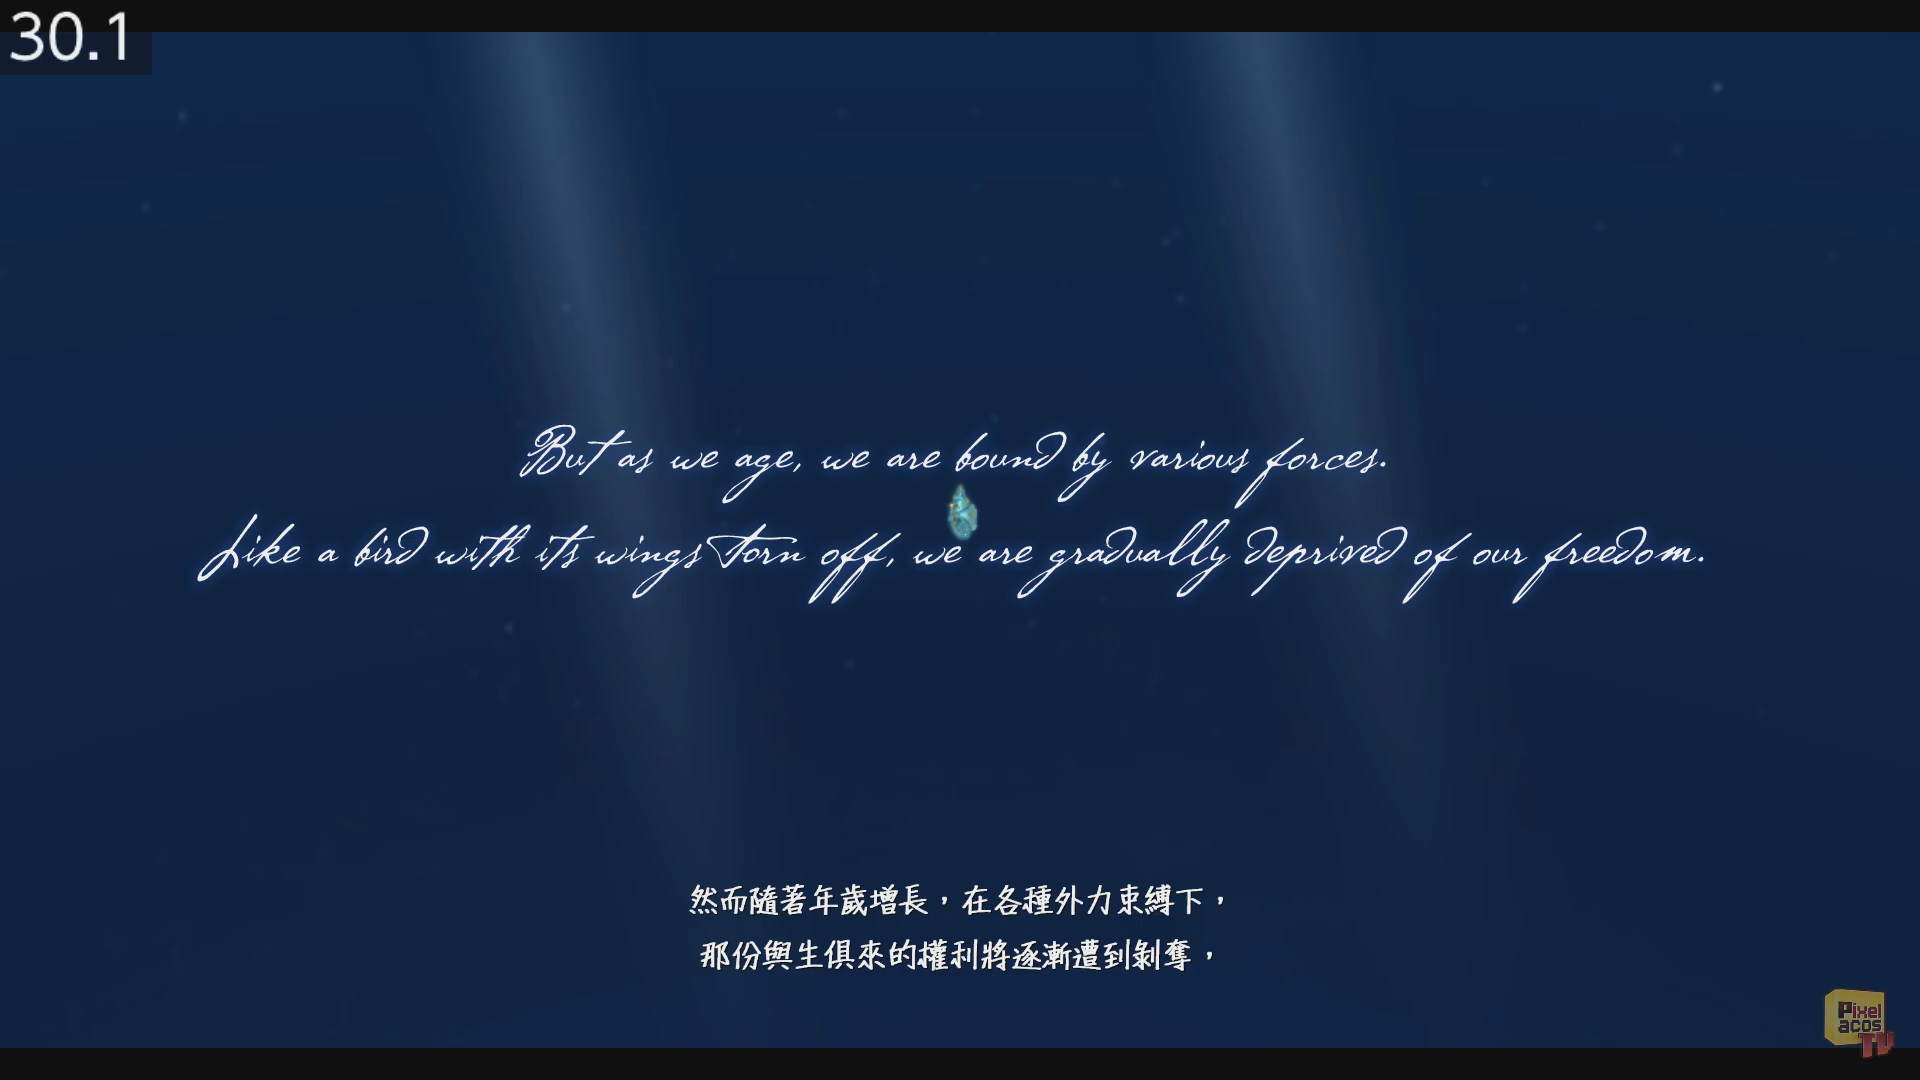 30.1
But as we age, we are bound by various forces.
Like a bird with its wings torn off, we are gradually deprived of our freedom.
然而隨著年歲增長，在各種外力束縛下，
那份與生俱來的權利將逐漸遭到剝奪，
Pixel
acos
TV